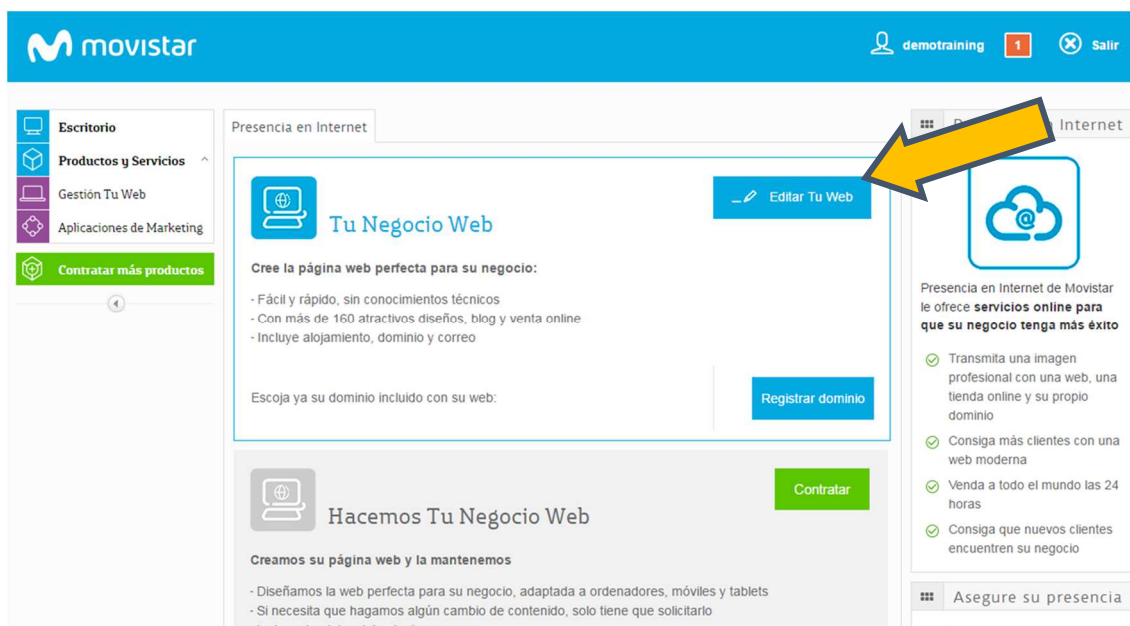 movistar
demotraining 1 Salir
Escritorio
Productos y Servicios
Gestión Tu Web
Aplicaciones de Marketing
Contratar más productos
Presencia en Internet
Editar Tu Web
Tu Negocio Web
Cree la página web perfecta para su negocio:
- Fácil y rápido, sin conocimientos técnicos
- Con más de 160 atractivos diseños, blog y venta online
- Incluye alojamiento, dominio y correo
Escoja ya su dominio incluido con su web:
Registrar dominio
Contratar
Hacemos Tu Negocio Web
Creamos su página web y la mantenemos
- Diseñamos la web perfecta para su negocio, adaptada a ordenadores, móviles y tablets
- Si necesita que hagamos algún cambio de contenido, solo tiene que solicitarlo
Internet
@
Presencia en Internet de Movistar
le ofrece servicios online para
que su negocio tenga más éxito
Transmita una imagen
profesional con una web, una
tienda online y su propio
dominio
Consiga más clientes con una
web moderna
Venda a todo el mundo las 24
horas
Consiga que nuevos clientes
encuentren su negocio
Asegure su presencia